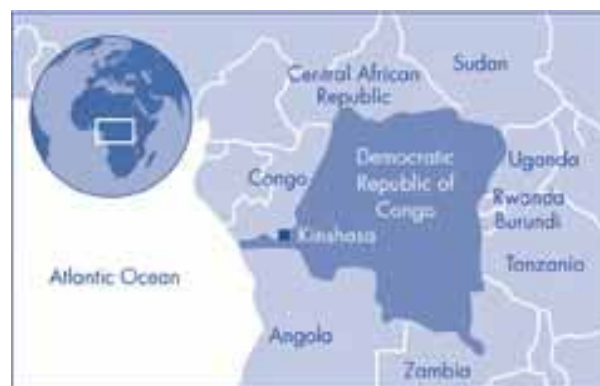 Sudan
Central African
Republic
Democratic
Republic of
Congo
Uganda
Congo
Rwanda
Burundi
Kinshasa
Tanzania
Atlantic Ocean
Angola
Zambia